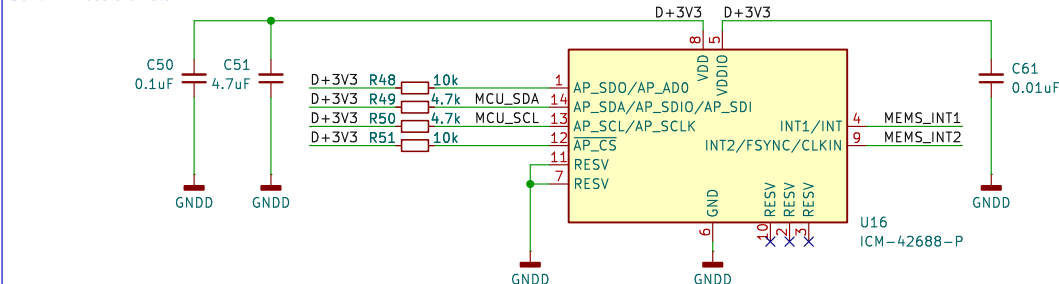 D+3V3 D+3V3
C50 0.1uF
C51 4.7uF
C61 0.01uF
8 VDD
5 VDDIO
D+3V3 R48 10k 1 AP_SDO/AP_AD0
D+3V3 R49 4.7k MCU_SDA 14 AP_SDA/AP_SDIO/AP_SDI
D+3V3 R50 4.7k MCU_SCL 13 AP_SCL/AP_SCLK
D+3V3 R51 10k 12 AP_CS
11 RESV
7 RESV
INT1/INT 4 MEMS_INT1
INT2/FSYNC/CLKIN 9 MEMS_INT2
GND 6
RESV 10
RESV 2
RESV 3
U16
ICM-42688-P
GNDD GNDD GNDD
GNDD GNDD